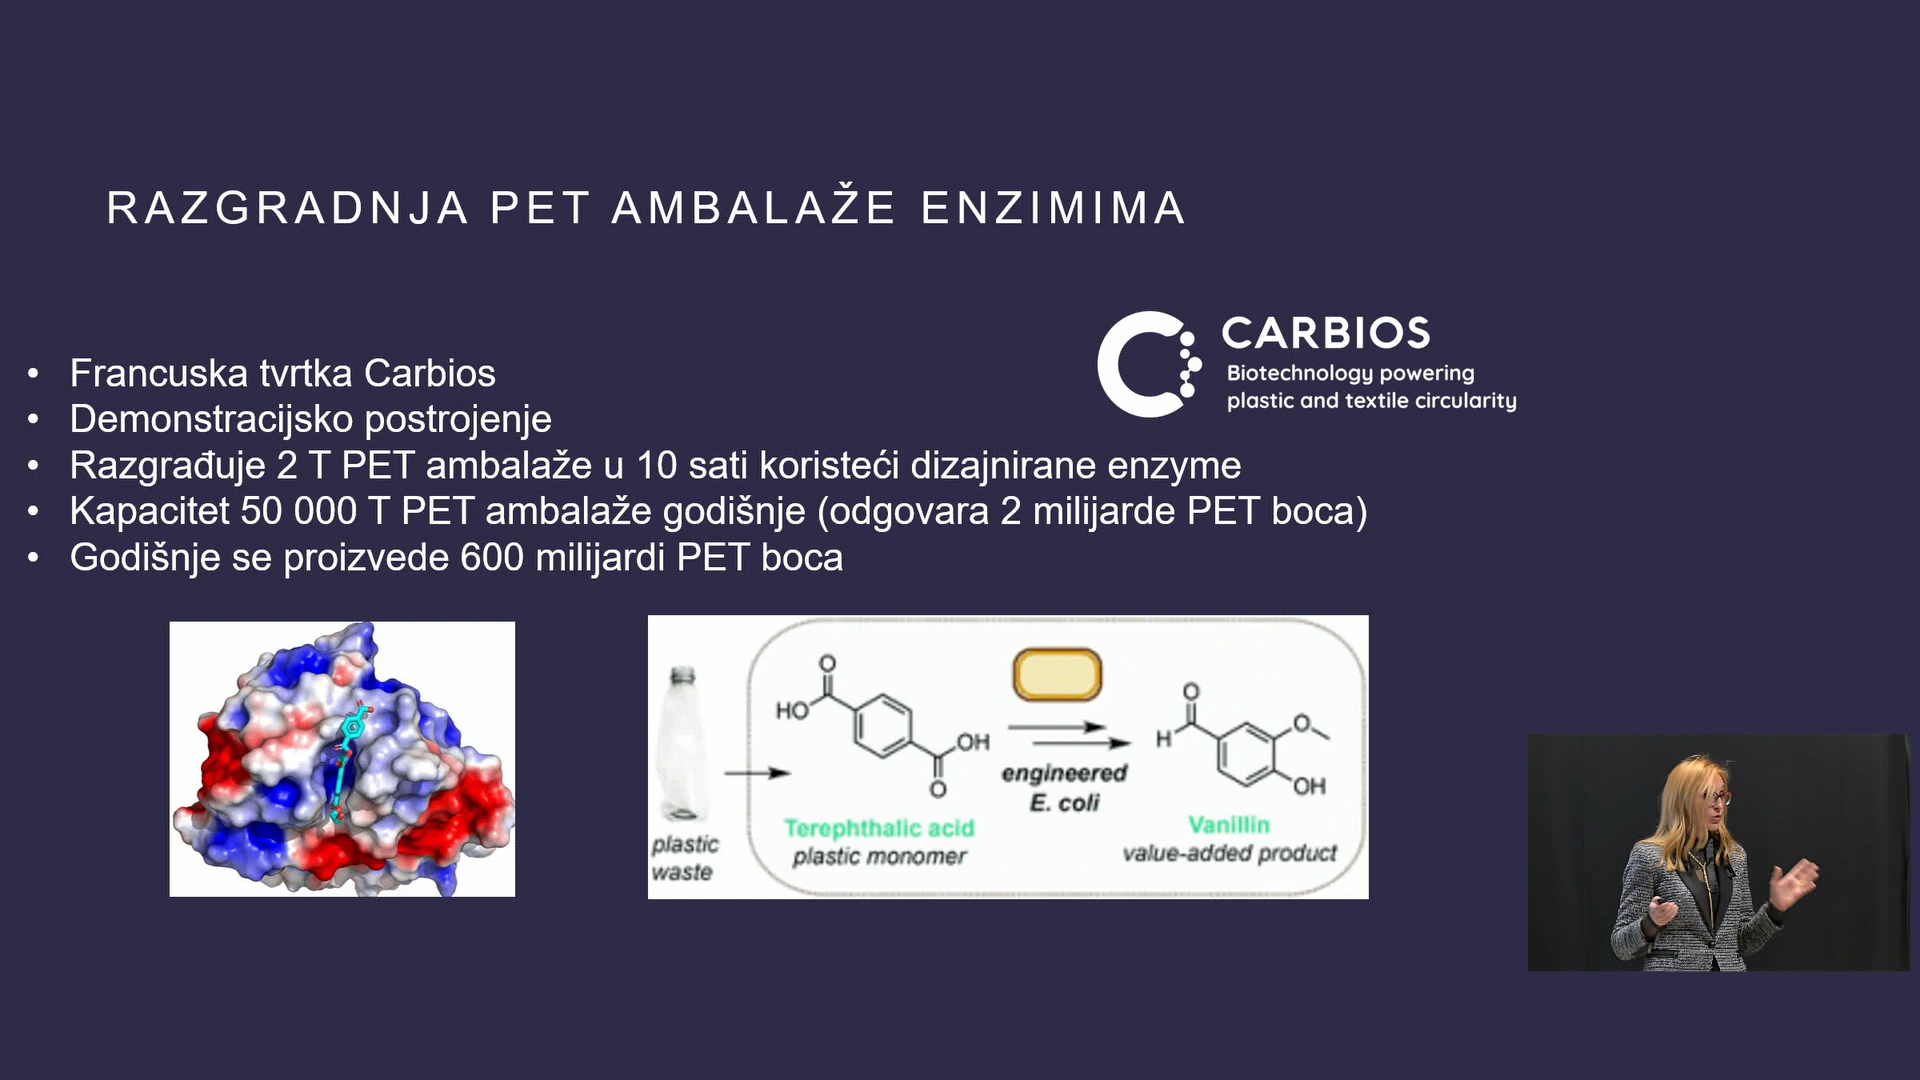 RAZGRADNJA PET AMBALAŽE ENZIMIMA
CARBIOS
Biotechnology powering
plastic and textile circularity
• Francuska tvrtka Carbios
• Demonstracijsko postrojenje
• Razgrađuje 2 T PET ambalaže u 10 sati koristeći dizajnirane enzyme
• Kapacitet 50 000 T PET ambalaže godišnje (odgovara 2 milijarde PET boca)
• Godišnje se proizvede 600 milijardi PET boca
plastic
waste
O
HO
OH
O
Terephthalic acid
plastic monomer
engineered
E. coli
O
H
O
OH
Vanillin
value-added product